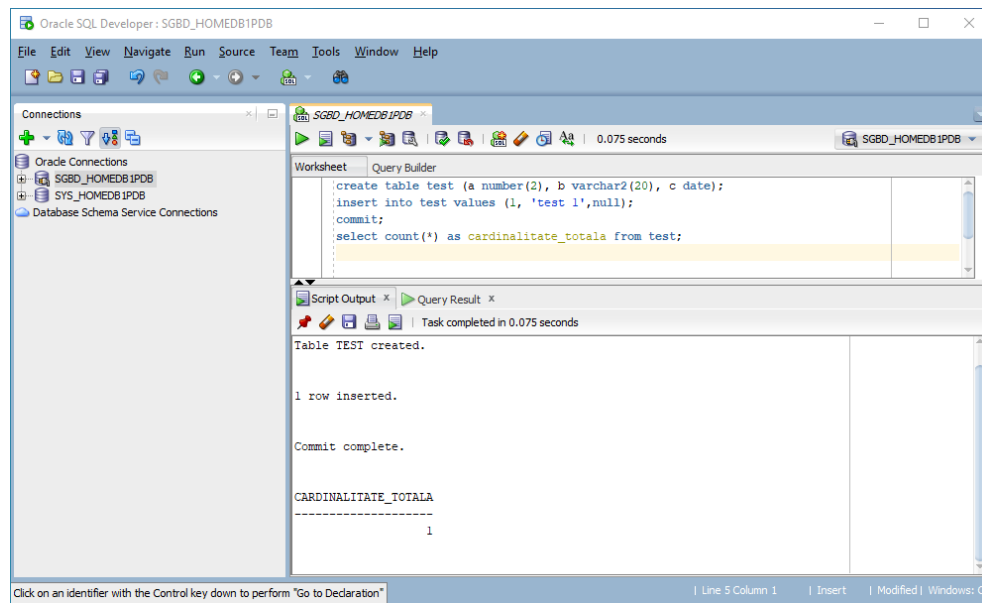 Oracle SQL Developer : SGBD_HOMEDB1PDB
File Edit View Navigate Run Source Team Tools Window Help
Connections
SGBD_HOMEDB1PDB
0.075 seconds
SGBD_HOMEDB1PDB
Worksheet Query Builder
Oracle Connections
SGBD_HOMEDB1PDB
SYS_HOMEDB1PDB
Database Schema Service Connections
create table test (a number(2), b varchar2(20), c date);
insert into test values (1, 'test 1',null);
commit;
select count(*) as cardinalitate_totala from test;
Script Output x Query Result x
Task completed in 0.075 seconds
Table TEST created.
1 row inserted.
Commit complete.
CARDINALITATE_TOTALA
--------------------
1
Click on an identifier with the Control key down to perform "Go to Declaration"
| Line 5 Column 1 | Insert | Modified | Windows: